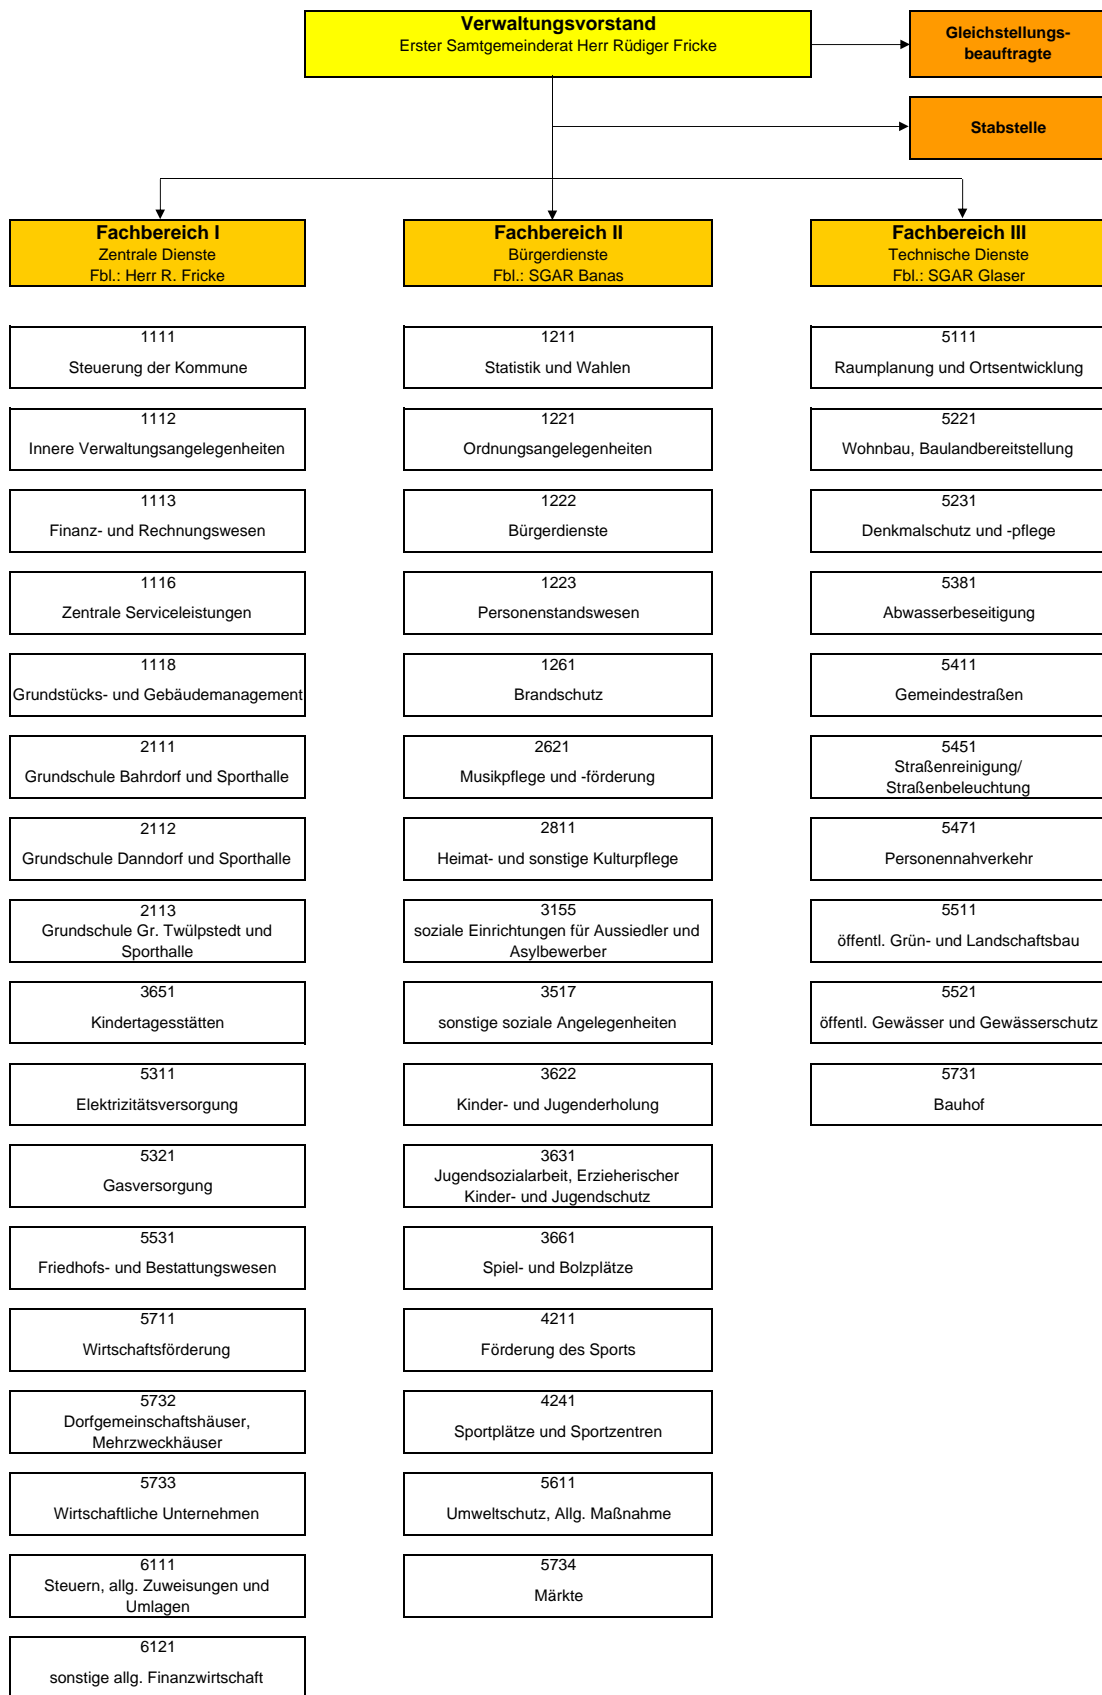 Verwaltungsvorstand
Erster Samtgemeinderat Herr Rüdiger Fricke
Gleichstellungs-
beauftragte
Stabstelle
Fachbereich I
Zentrale Dienste
Fbl.: Herr R. Fricke
1111
Steuerung der Kommune
1112
Innere Verwaltungsangelegenheiten
1113
Finanz- und Rechnungswesen
1116
Zentrale Serviceleistungen
1118
Grundstücks- und Gebäudemanagement
2111
Grundschule Bahrdorf und Sporthalle
2112
Grundschule Danndorf und Sporthalle
2113
Grundschule Gr. Twülpstedt und
Sporthalle
3651
Kindertagesstätten
5311
Elektrizitätsversorgung
5321
Gasversorgung
5531
Friedhofs- und Bestattungswesen
5711
Wirtschaftsförderung
5732
Dorfgemeinschaftshäuser,
Mehrzweckhäuser
5733
Wirtschaftliche Unternehmen
6111
Steuern, allg. Zuweisungen und
Umlagen
6121
sonstige allg. Finanzwirtschaft
Fachbereich II
Bürgerdienste
Fbl.: SGAR Banas
1211
Statistik und Wahlen
1221
Ordnungsangelegenheiten
1222
Bürgerdienste
1223
Personenstandswesen
1261
Brandschutz
2621
Musikpflege und -förderung
2811
Heimat- und sonstige Kulturpflege
3155
soziale Einrichtungen für Aussiedler und
Asylbewerber
3517
sonstige soziale Angelegenheiten
3622
Kinder- und Jugenderholung
3631
Jugendsozialarbeit, Erzieherischer
Kinder- und Jugendschutz
3661
Spiel- und Bolzplätze
4211
Förderung des Sports
4241
Sportplätze und Sportzentren
5611
Umweltschutz, Allg. Maßnahme
5734
Märkte
Fachbereich III
Technische Dienste
Fbl.: SGAR Glaser
5111
Raumplanung und Ortsentwicklung
5221
Wohnbau, Baulandbereitstellung
5231
Denkmalschutz und -pflege
5381
Abwasserbeseitigung
5411
Gemeindestraßen
5451
Straßenreinigung/
Straßenbeleuchtung
5471
Personennahverkehr
5511
öffentl. Grün- und Landschaftsbau
5521
öffentl. Gewässer und Gewässerschutz
5731
Bauhof